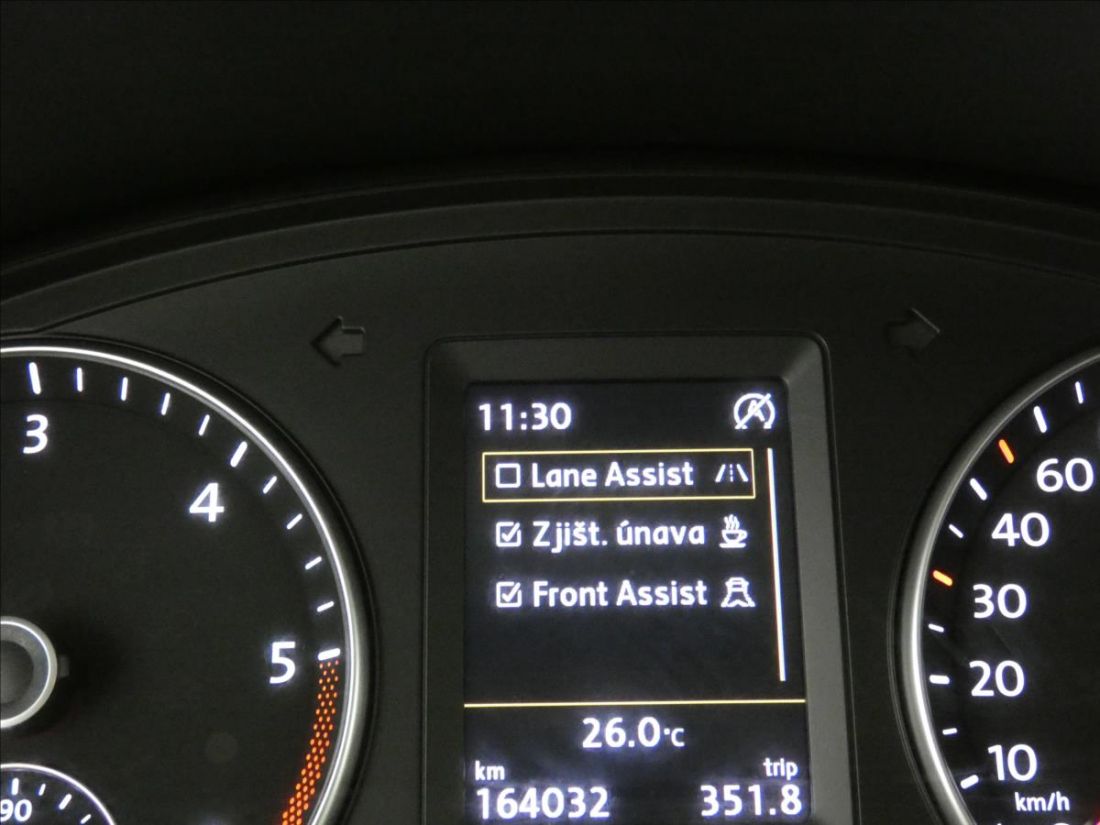 11:30
Lane Assist
Zjišt. únava
Front Assist
26.0°C
km trip
164032 351.8
3
4
5
90
60
40
30
20
10
km/h